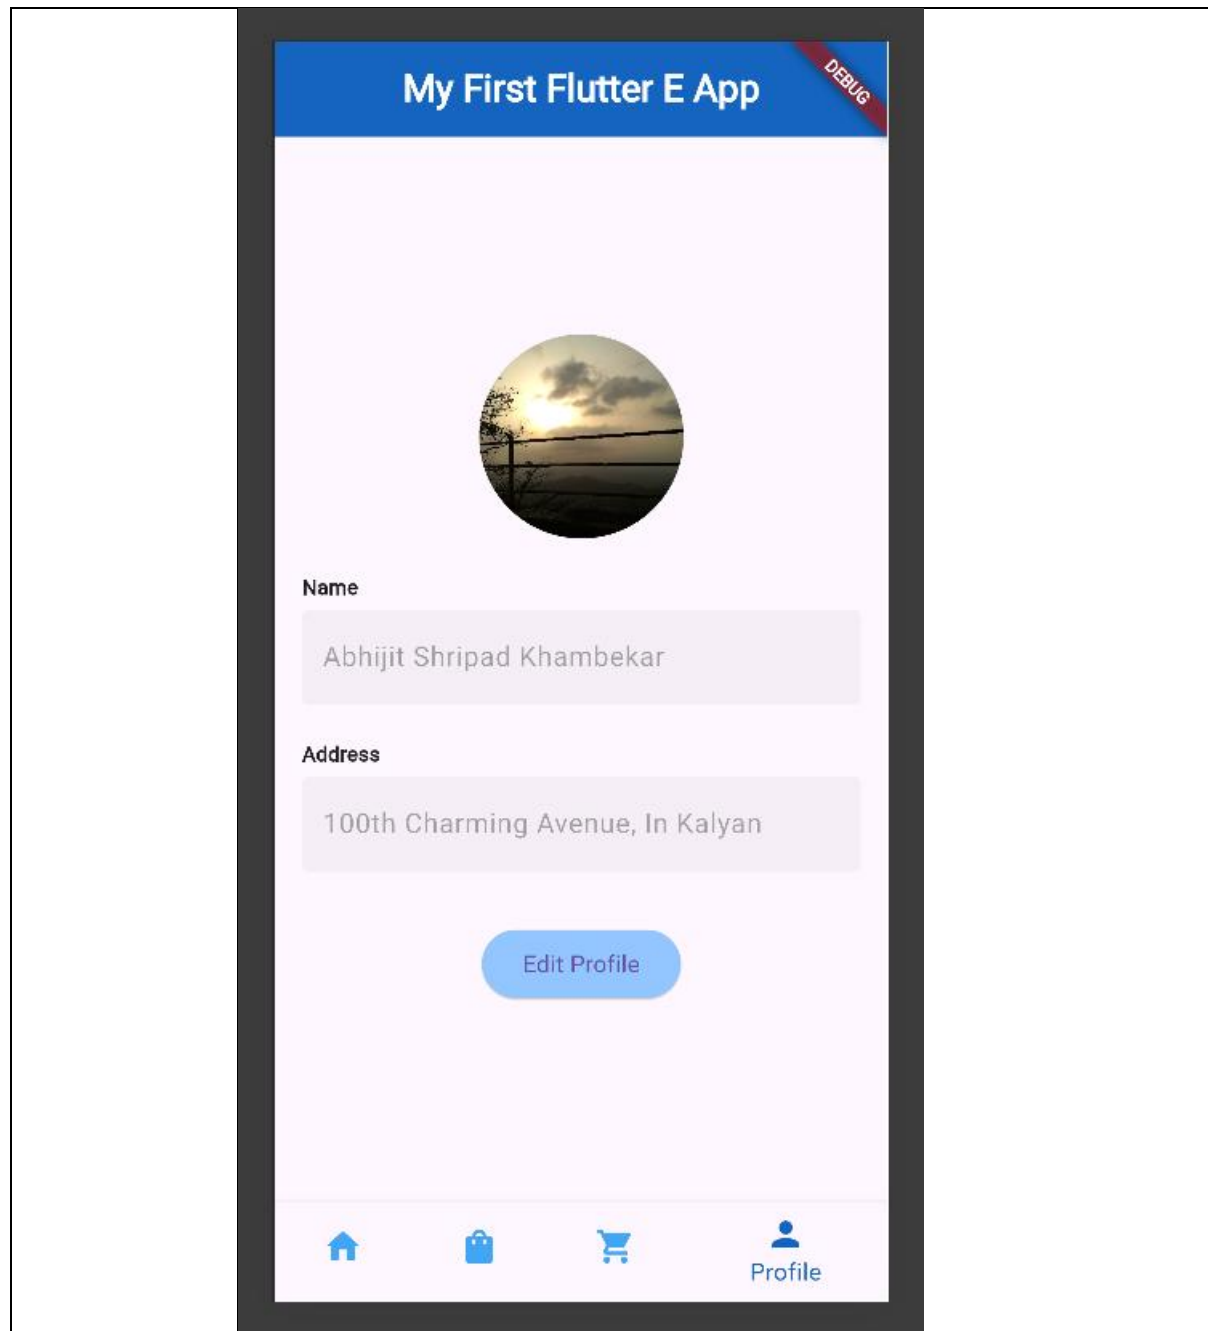 My First Flutter E App
DEBUG
Name
Abhijit Shripad Khambekar
Address
100th Charming Avenue, In Kalyan
Edit Profile
Profile